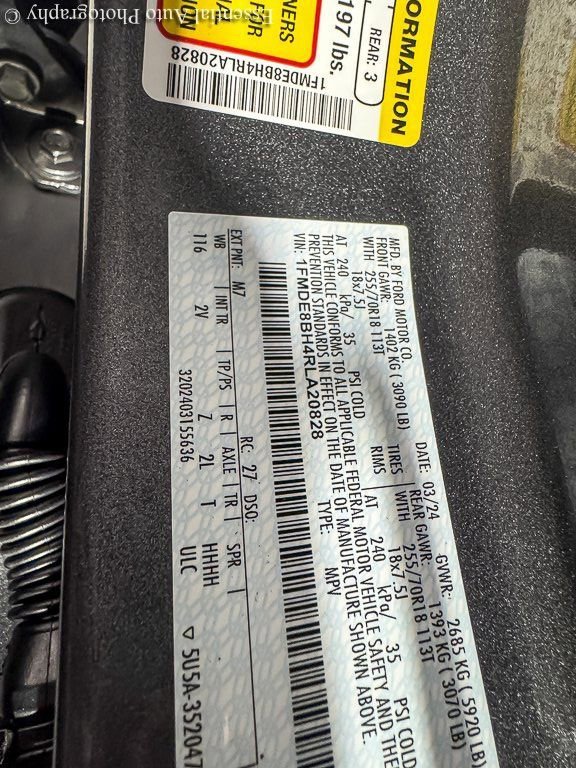 Essential Auto Photography ©
ORMATION
REAR: 3
197 lbs.
NERS
FOR
1FMDE8BH4RLA20828
MFD. BY FORD MOTOR CO.
DATE: 03/24 GVWR: 2685 KG ( 5920 LB)
FRONT GAWR: 1402 KG ( 3090 LB) REAR GAWR: 1393 KG ( 3070 LB)
WITH 255/70R18 113T TIRES WITH 255/70R18 113T
18x7.5J RIMS 18x7.5J
AT 240 kPa/ 35 PSI COLD AT 240 kPa/ 35 PSI COLD
THIS VEHICLE CONFORMS TO ALL APPLICABLE FEDERAL MOTOR VEHICLE SAFETY AND THE
PREVENTION STANDARDS IN EFFECT ON THE DATE OF MANUFACTURE SHOWN ABOVE.
VIN: 1FMDE8BH4RLA20828 TYPE: MPV
EXT PNT: M7 RC: 27 DSO:
WB | INT TR | TP/PS | R | AXLE | TR | SPR |
116 2V Z 2L T HHHH
3202403155636 ULC 5U5A-352047